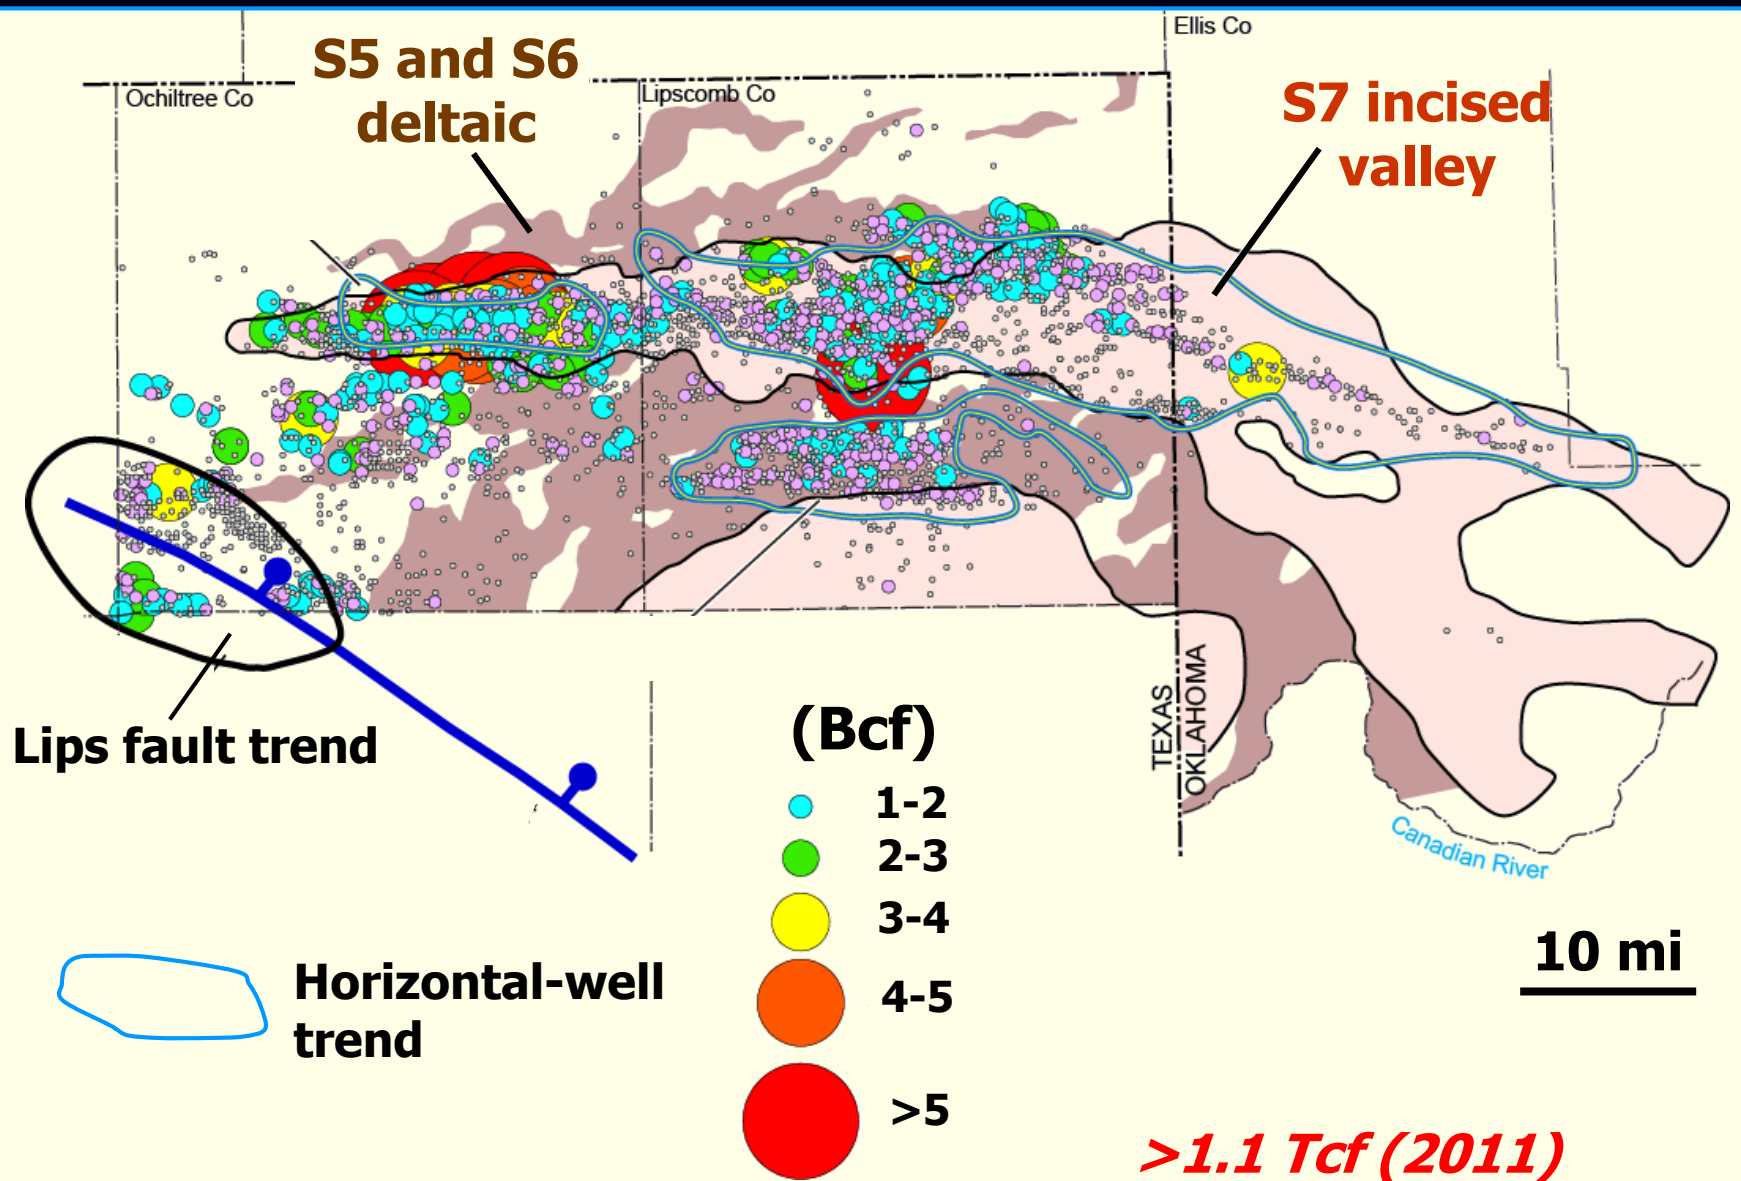 Ellis Co
S5 and S6
deltaic
Ochiltree Co
Lipscomb Co
S7 incised
valley
Lips fault trend
TEXAS
OKLAHOMA
Canadian River
(Bcf)
1-2
2-3
3-4
4-5
>5
Horizontal-well
trend
10 mi
>1.1 Tcf (2011)